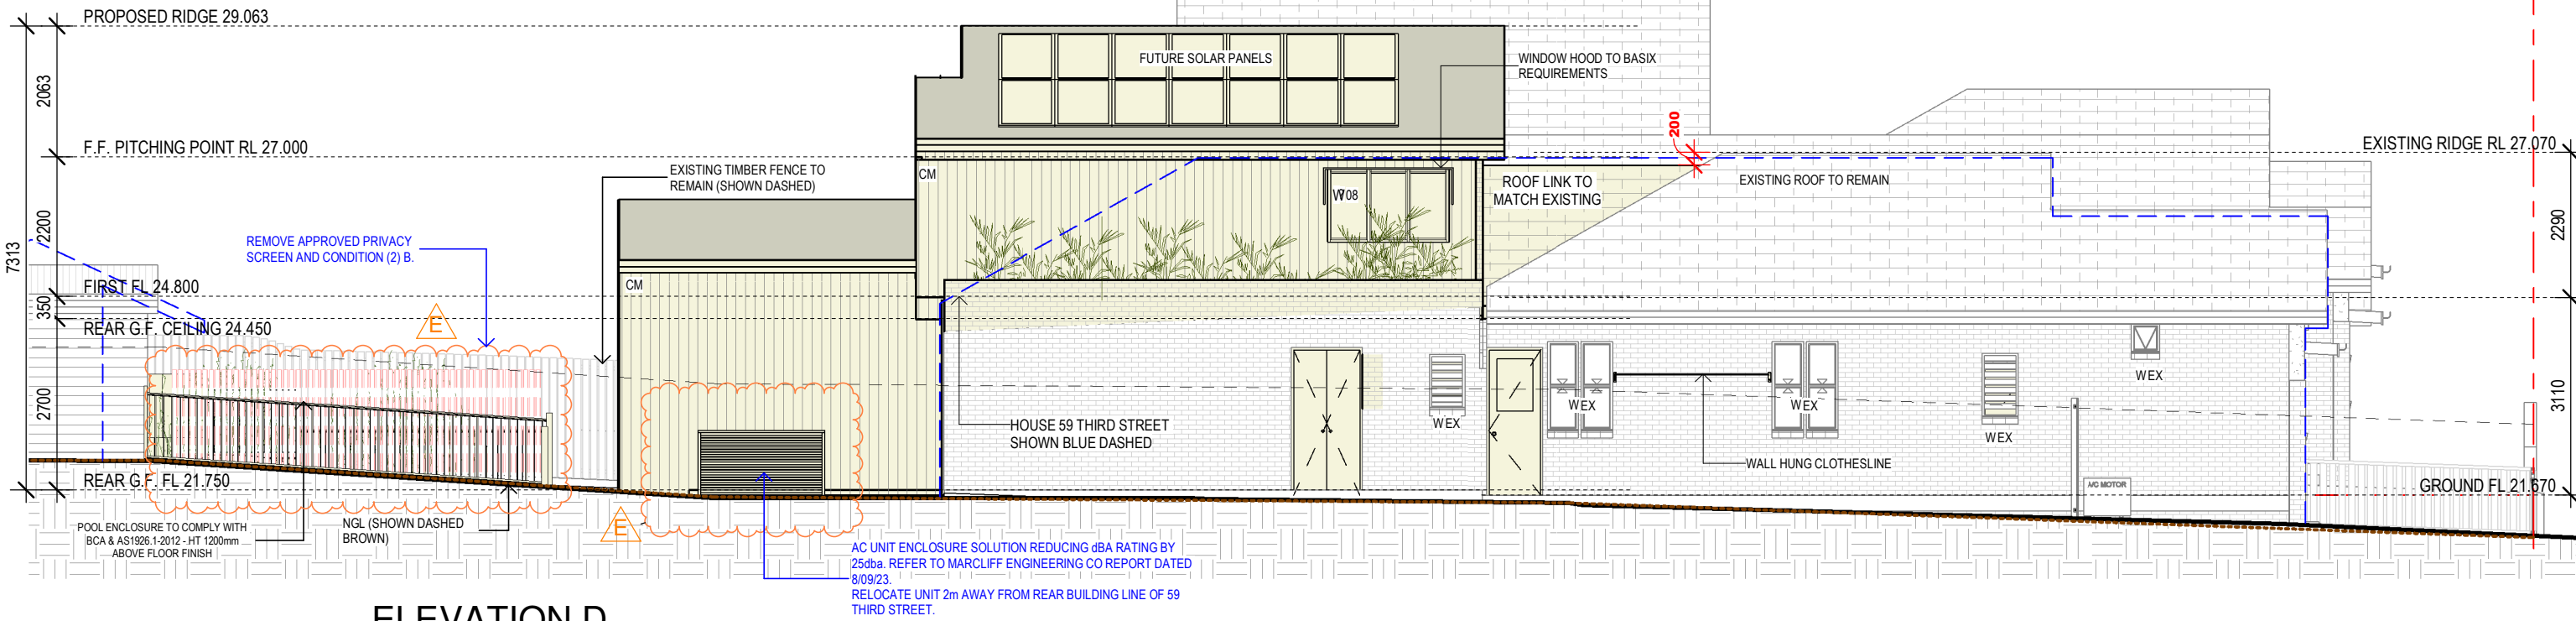 PROPOSED RIDGE 29.063
2063
FUTURE SOLAR PANELS
WINDOW HOOD TO BASIX
REQUIREMENTS
200
F.F. PITCHING POINT RL 27.000
EXISTING RIDGE RL 27.070
EXISTING TIMBER FENCE TO
REMAIN (SHOWN DASHED)
CM
W08
ROOF LINK TO
MATCH EXISTING
EXISTING ROOF TO REMAIN
7313
2200
2290
REMOVE APPROVED PRIVACY
SCREEN AND CONDITION (2) B.
CM
FIRST FL 24.800
350
REAR G.F. CEILING 24.450
E
2700
3110
WEX
WEX
WEX
WEX
WEX
HOUSE 59 THIRD STREET
SHOWN BLUE DASHED
WALL HUNG CLOTHESLINE
REAR G.F. FL 21.750
A/C MOTOR
GROUND FL 21.670
POOL ENCLOSURE TO COMPLY WITH
BCA & AS1926.1-2012 - HT 1200mm
ABOVE FLOOR FINISH
NGL (SHOWN DASHED
BROWN)
E
AC UNIT ENCLOSURE SOLUTION REDUCING dBA RATING BY
25dba. REFER TO MARCLIFF ENGINEERING CO REPORT DATED
8/09/23.
RELOCATE UNIT 2m AWAY FROM REAR BUILDING LINE OF 59
THIRD STREET.
ELEVATION D